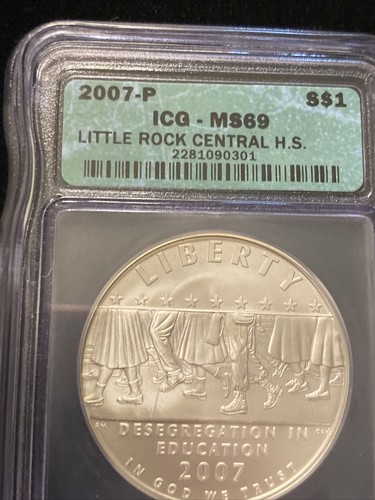 2007-P S$1
ICG - MS69
LITTLE ROCK CENTRAL H.S.
2281090301
LIBERTY
DESEGREGATION IN
EDUCATION
2007
IN GOD WE TRUST